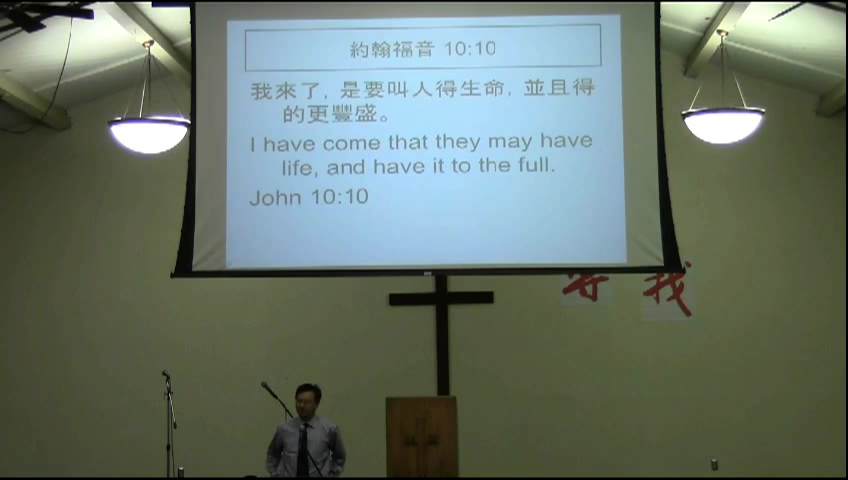 約翰福音 10:10
我來了，是要叫人得生命，並且得
的更豐盛。
I have come that they may have
life, and have it to the full.
John 10:10
我